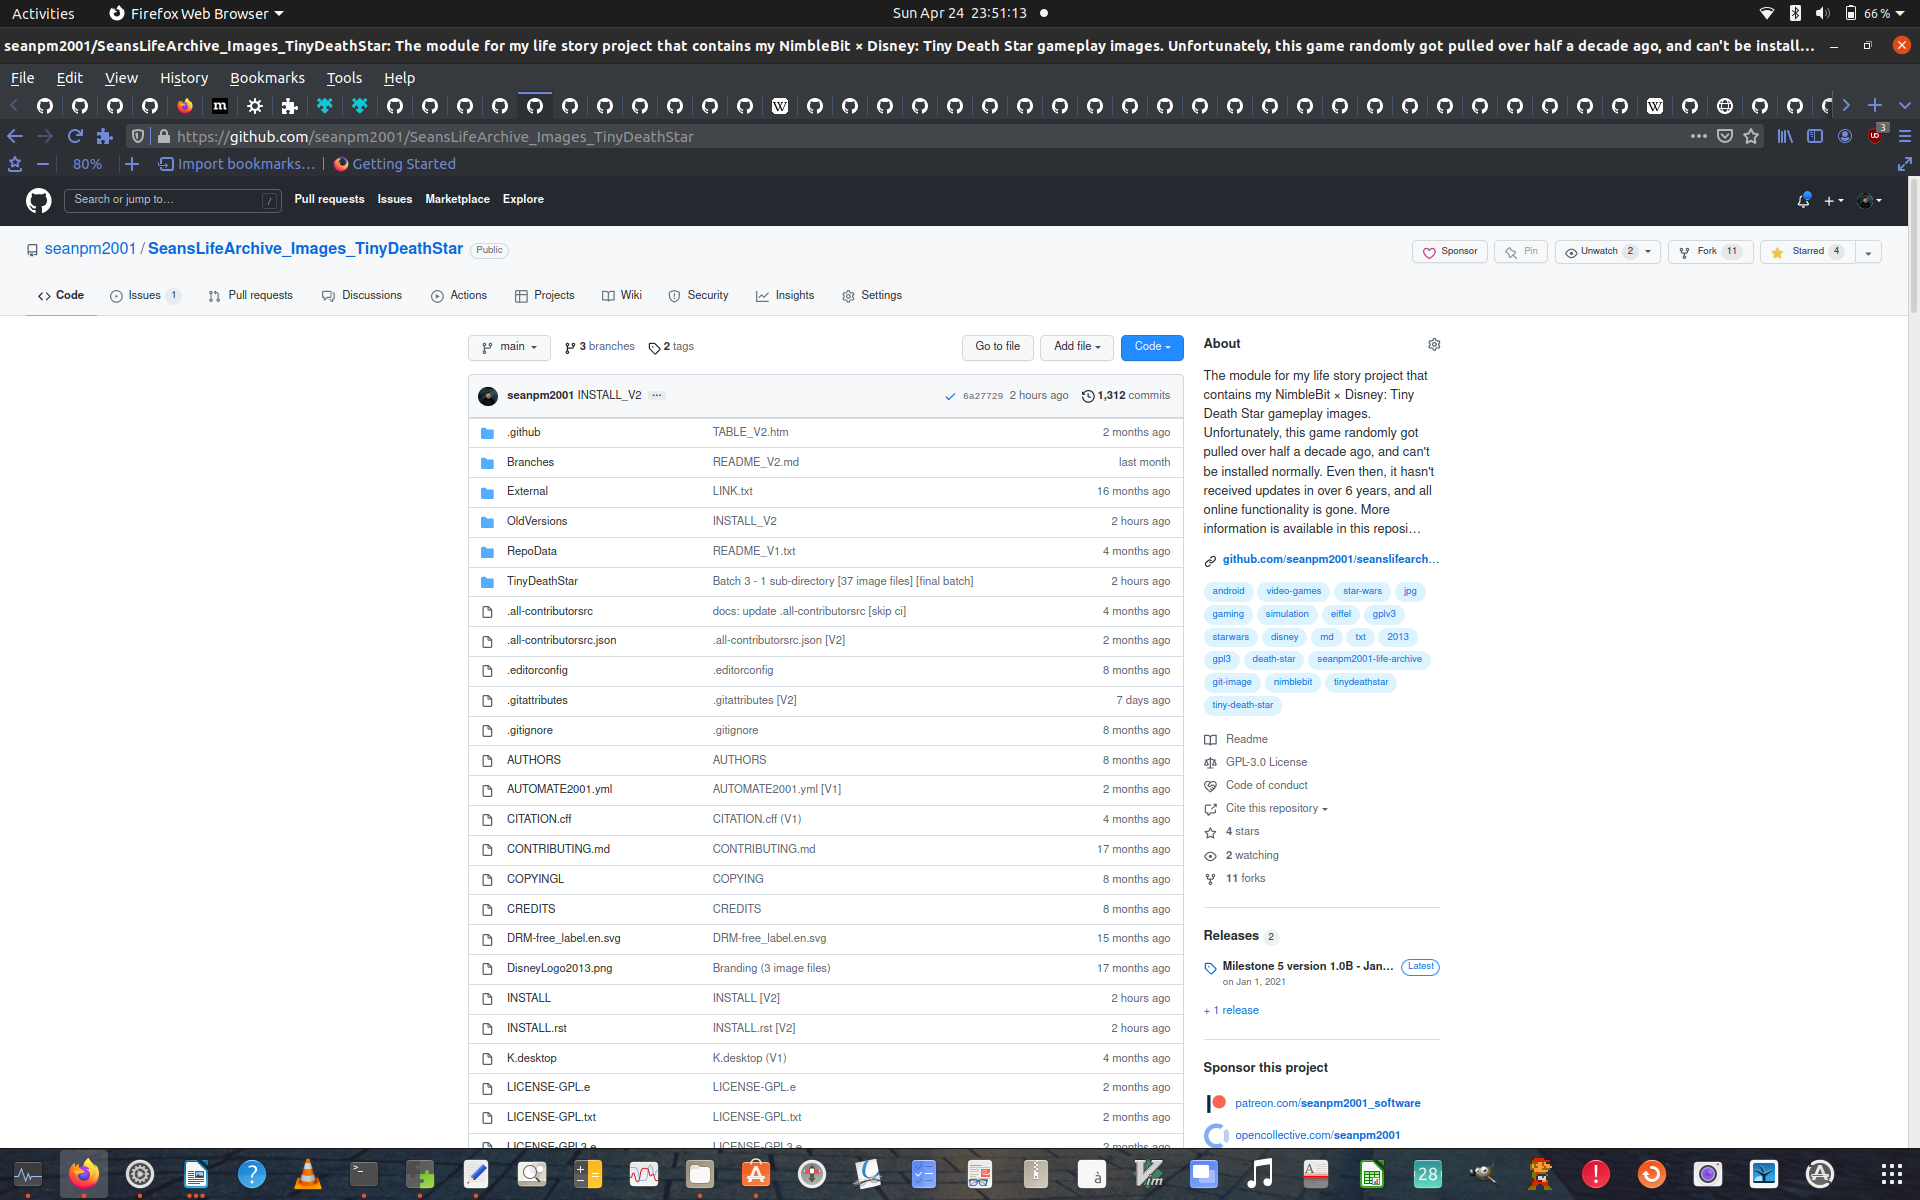 Activities
Firefox Web Browser
Sun Apr 24 23:51:13
66 %
seanpm2001/SeansLifeArchive_Images_TinyDeathStar: The module for my life story project that contains my NimbleBit × Disney: Tiny Death Star gameplay images. Unfortunately, this game randomly got pulled over half a decade ago, and can't be install…
File Edit View History Bookmarks Tools Help
https://github.com/seanpm2001/SeansLifeArchive_Images_TinyDeathStar
3
80%
Import bookmarks…
Getting Started
Search or jump to…
/
Pull requests Issues Marketplace Explore
seanpm2001 / SeansLifeArchive_Images_TinyDeathStar Public
Sponsor
Pin
Unwatch 2
Fork 11
Starred 4
Code
Issues 1
Pull requests
Discussions
Actions
Projects
Wiki
Security
Insights
Settings
main
3 branches
2 tags
Go to file
Add file
Code
seanpm2001 INSTALL_V2 ...
6a27729 2 hours ago
1,312 commits
.github TABLE_V2.htm 2 months ago
Branches README_V2.md last month
External LINK.txt 16 months ago
OldVersions INSTALL_V2 2 hours ago
RepoData README_V1.txt 4 months ago
TinyDeathStar Batch 3 - 1 sub-directory [37 image files] [final batch] 2 hours ago
.all-contributorsrc docs: update .all-contributorsrc [skip ci] 4 months ago
.all-contributorsrc.json .all-contributorsrc.json [V2] 2 months ago
.editorconfig .editorconfig 8 months ago
.gitattributes .gitattributes [V2] 7 days ago
.gitignore .gitignore 8 months ago
AUTHORS AUTHORS 8 months ago
AUTOMATE2001.yml AUTOMATE2001.yml [V1] 2 months ago
CITATION.cff CITATION.cff (V1) 4 months ago
CONTRIBUTING.md CONTRIBUTING.md 17 months ago
COPYINGL COPYING 8 months ago
CREDITS CREDITS 8 months ago
DRM-free_label.en.svg DRM-free_label.en.svg 15 months ago
DisneyLogo2013.png Branding (3 image files) 17 months ago
INSTALL INSTALL [V2] 2 hours ago
INSTALL.rst INSTALL.rst [V2] 2 hours ago
K.desktop K.desktop (V1) 4 months ago
LICENSE-GPL.e LICENSE-GPL.e 2 months ago
LICENSE-GPL.txt LICENSE-GPL.txt 2 months ago
LICENSE-GPL3.e LICENSE-GPL3.e 2 months ago
About
The module for my life story project that
contains my NimbleBit × Disney: Tiny
Death Star gameplay images.
Unfortunately, this game randomly got
pulled over half a decade ago, and can't
be installed normally. Even then, it hasn't
received updates in over 6 years, and all
online functionality is gone. More
information is available in this reposi…
github.com/seanpm2001/seanslifearch…
android video-games star-wars jpg
gaming simulation eiffel gplv3
starwars disney md txt 2013
gpl3 death-star seanpm2001-life-archive
git-image nimblebit tinydeathstar
tiny-death-star
Readme
GPL-3.0 License
Code of conduct
Cite this repository
4 stars
2 watching
11 forks
Releases 2
Milestone 5 version 1.0B - Jan… Latest
on Jan 1, 2021
+ 1 release
Sponsor this project
patreon.com/seanpm2001_software
opencollective.com/seanpm2001
28